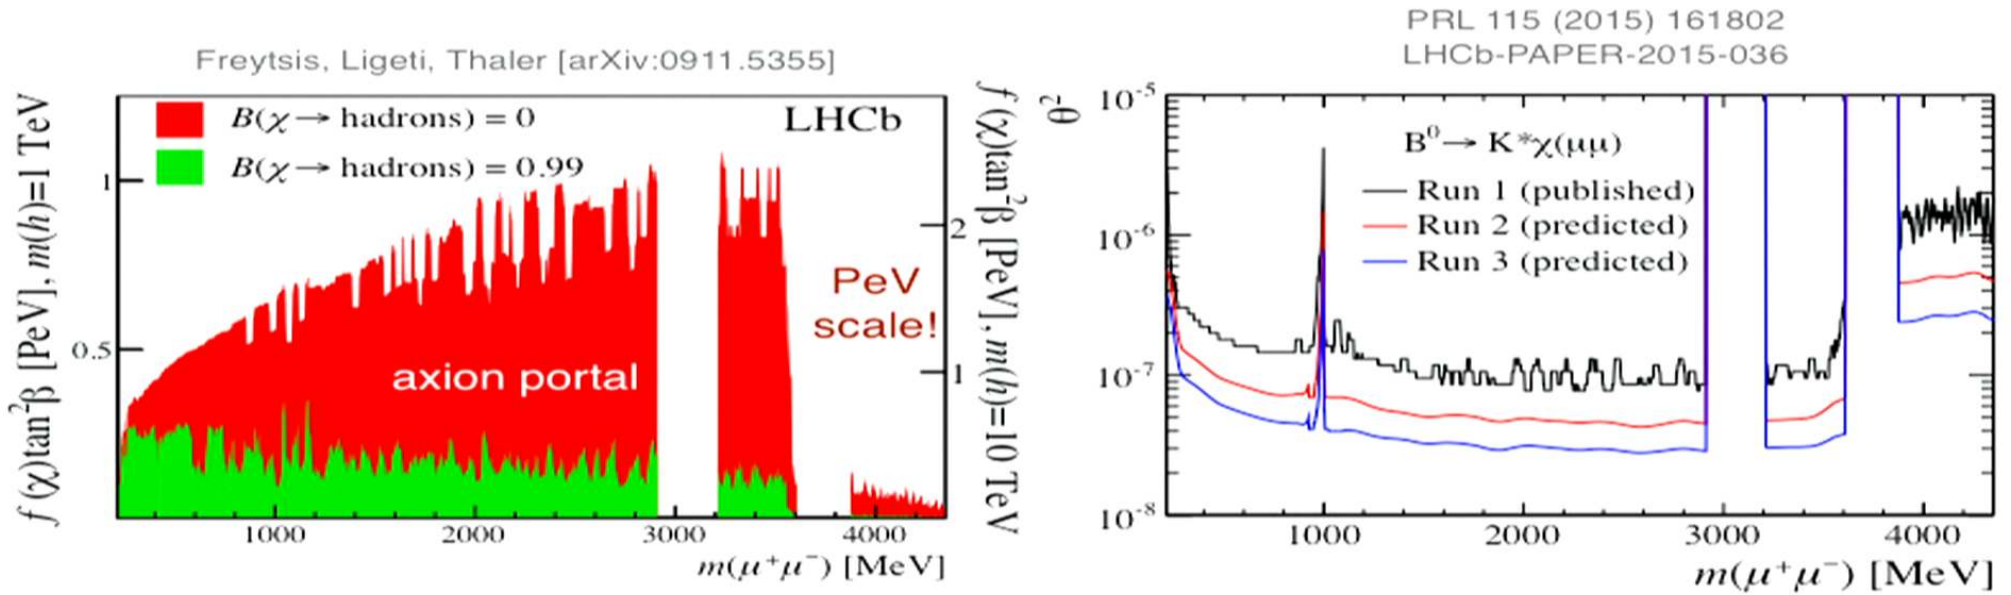 Freytsis, Ligeti, Thaler [arXiv:0911.5355]
f(χ)tan²β [PeV], m(h)=1 TeV
B(χ→ hadrons) = 0
B(χ→ hadrons) = 0.99
LHCb
1
0.5
axion portal
PeV
scale!
2
1
f(χ)tan²β [PeV], m(h)=10 TeV
1000
2000
3000
4000
m(μ⁺μ⁻) [MeV]
PRL 115 (2015) 161802
LHCb-PAPER-2015-036
θ²
10⁻⁵
10⁻⁶
10⁻⁷
10⁻⁸
B⁰→ K*χ(μμ)
Run 1 (published)
Run 2 (predicted)
Run 3 (predicted)
1000
2000
3000
4000
m(μ⁺μ⁻) [MeV]